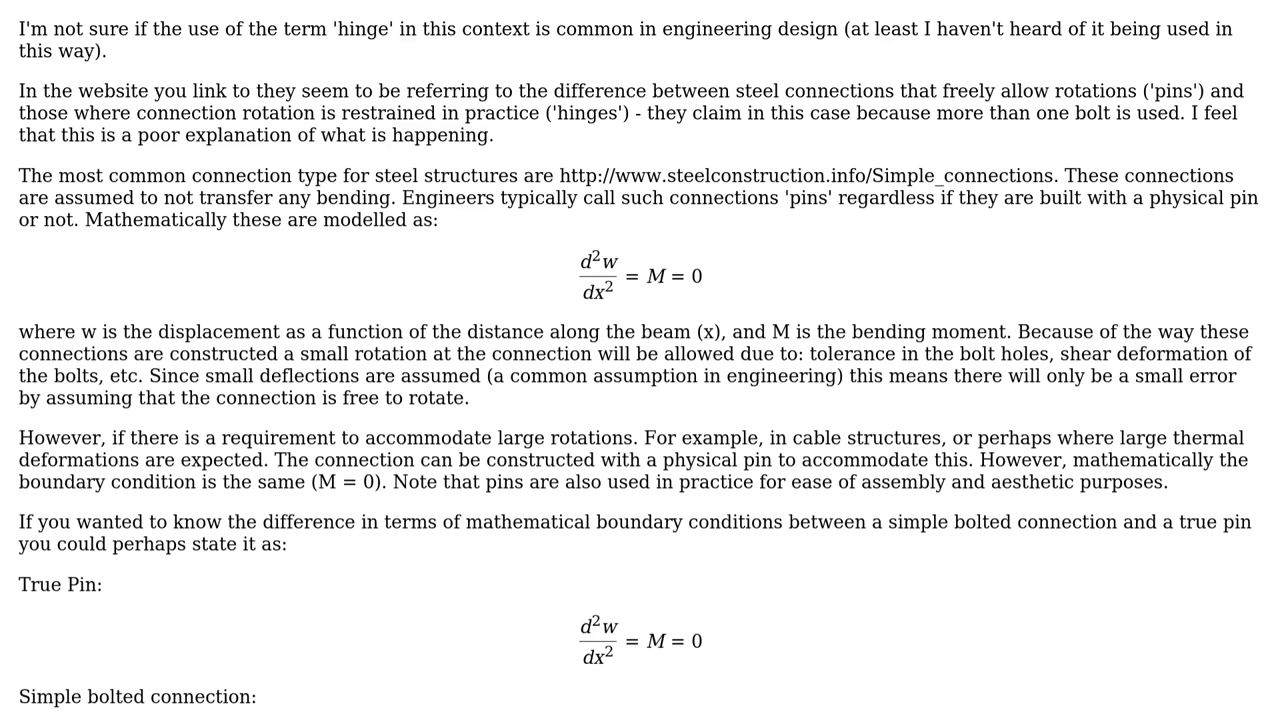 I'm not sure if the use of the term 'hinge' in this context is common in engineering design (at least I haven't heard of it being used in
this way).
In the website you link to they seem to be referring to the difference between steel connections that freely allow rotations ('pins') and
those where connection rotation is restrained in practice ('hinges') - they claim in this case because more than one bolt is used. I feel
that this is a poor explanation of what is happening.
The most common connection type for steel structures are http://www.steelconstruction.info/Simple_connections. These connections
are assumed to not transfer any bending. Engineers typically call such connections 'pins' regardless if they are built with a physical pin
or not. Mathematically these are modelled as:
$$\frac{d^2w}{dx^2} = M = 0$$
where w is the displacement as a function of the distance along the beam (x), and M is the bending moment. Because of the way these
connections are constructed a small rotation at the connection will be allowed due to: tolerance in the bolt holes, shear deformation of
the bolts, etc. Since small deflections are assumed (a common assumption in engineering) this means there will only be a small error
by assuming that the connection is free to rotate.
However, if there is a requirement to accommodate large rotations. For example, in cable structures, or perhaps where large thermal
deformations are expected. The connection can be constructed with a physical pin to accommodate this. However, mathematically the
boundary condition is the same (M = 0). Note that pins are also used in practice for ease of assembly and aesthetic purposes.
If you wanted to know the difference in terms of mathematical boundary conditions between a simple bolted connection and a true pin
you could perhaps state it as:
True Pin:
$$\frac{d^2w}{dx^2} = M = 0$$
Simple bolted connection: